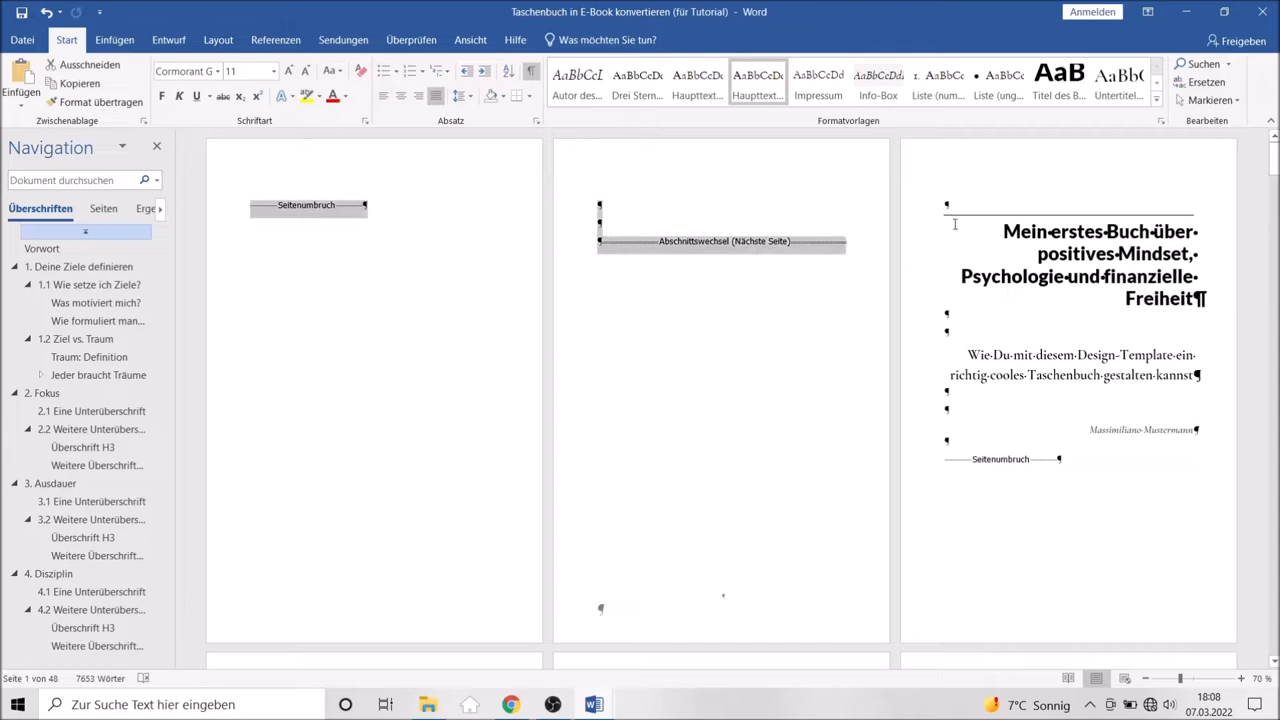 Taschenbuch in E-Book konvertieren (für Tutorial) - Word
Anmelden
Datei Start Einfügen Entwurf Layout Referenzen Sendungen Überprüfen Ansicht Hilfe Was möchten Sie tun? Freigeben
Einfügen
Ausschneiden
Kopieren
Format übertragen
Zwischenablage
Cormorant G 11
F K U abc x₂ x²
Schriftart
Absatz
AaBbCcI AaBbCcDc AaBbCcDc AaBbCcDc AaBbCcDd AaBbCcDdı 1. AaBbCc • AaBbCc AaB AaBb(
Autor des... Drei Stern... Haupttext... Haupttext... Impressum Info-Box Liste (num... Liste (ung... Titel des B... Untertitel...
Formatvorlagen
Suchen
Ersetzen
Markieren
Bearbeiten
Navigation
Dokument durchsuchen
Überschriften Seiten Erge
Vorwort
1. Deine Ziele definieren
1.1 Wie setze ich Ziele?
Was motiviert mich?
Wie formuliert man...
1.2 Ziel vs. Traum
Traum: Definition
Jeder braucht Träume
2. Fokus
2.1 Eine Unterüberschrift
2.2 Weitere Unterübers...
Überschrift H3
Weitere Überschrift...
3. Ausdauer
3.1 Eine Unterüberschrift
3.2 Weitere Unterübers...
Überschrift H3
Weitere Überschrift...
4. Disziplin
4.1 Eine Unterüberschrift
4.2 Weitere Unterübers...
Überschrift H3
Weitere Überschrift...
Seitenumbruch¶
¶
¶
¶Abschnittswechsel (Nächste Seite)
¶
¶
Mein·erstes·Buch·über·
positives·Mindset,·
Psychologie·und·finanzielle·
Freiheit¶
¶
¶
Wie·Du·mit·diesem·Design-Template·ein·
richtig·cooles·Taschenbuch·gestalten·kannst¶
¶
¶
Massimiliano·Mustermann¶
¶
Seitenumbruch¶
Seite 1 von 48 7653 Wörter 70 %
Zur Suche Text hier eingeben
7°C Sonnig
18:08
07.03.2022